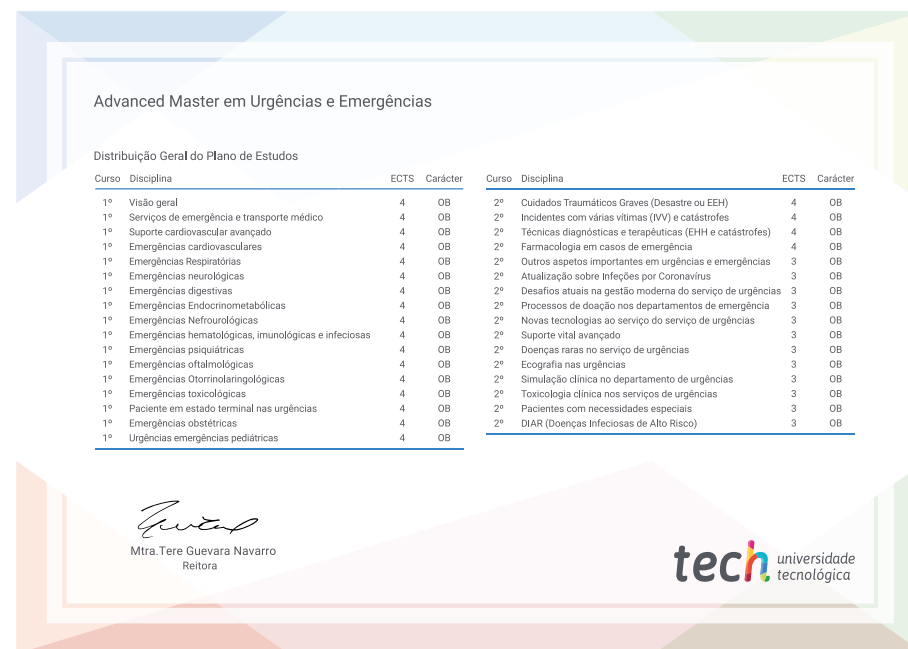 Advanced Master em Urgências e Emergências
Distribuição Geral do Plano de Estudos
Curso Disciplina ECTS Carácter
1º Visão geral 4 OB
1º Serviços de emergência e transporte médico 4 OB
1º Suporte cardiovascular avançado 4 OB
1º Emergências cardiovasculares 4 OB
1º Emergências Respiratórias 4 OB
1º Emergências neurológicas 4 OB
1º Emergências digestivas 4 OB
1º Emergências Endocrinometabólicas 4 OB
1º Emergências Nefrourológicas 4 OB
1º Emergências hematológicas, imunológicas e infeciosas 4 OB
1º Emergências psiquiátricas 4 OB
1º Emergências oftalmológicas 4 OB
1º Emergências Otorrinolaringológicas 4 OB
1º Emergências toxicológicas 4 OB
1º Paciente em estado terminal nas urgências 4 OB
1º Emergências obstétricas 4 OB
1º Urgências emergências pediátricas 4 OB
Curso Disciplina ECTS Carácter
2º Cuidados Traumáticos Graves (Desastre ou EEH) 4 OB
2º Incidentes com várias vítimas (IVV) e catástrofes 4 OB
2º Técnicas diagnósticas e terapêuticas (EHH e catástrofes) 4 OB
2º Farmacologia em casos de emergência 4 OB
2º Outros aspetos importantes em urgências e emergências 3 OB
2º Atualização sobre Infeções por Coronavírus 3 OB
2º Desafios atuais na gestão moderna do serviço de urgências 3 OB
2º Processos de doação nos departamentos de emergência 3 OB
2º Novas tecnologias ao serviço do serviço de urgências 3 OB
2º Suporte vital avançado 3 OB
2º Doenças raras no serviço de urgências 3 OB
2º Ecografia nas urgências 3 OB
2º Simulação clínica no departamento de urgências 3 OB
2º Toxicologia clínica nos serviços de urgências 3 OB
2º Pacientes com necessidades especiais 3 OB
2º DIAR (Doenças Infeciosas de Alto Risco) 3 OB
Mtra.Tere Guevara Navarro
Reitora
tech universidade
tecnológica